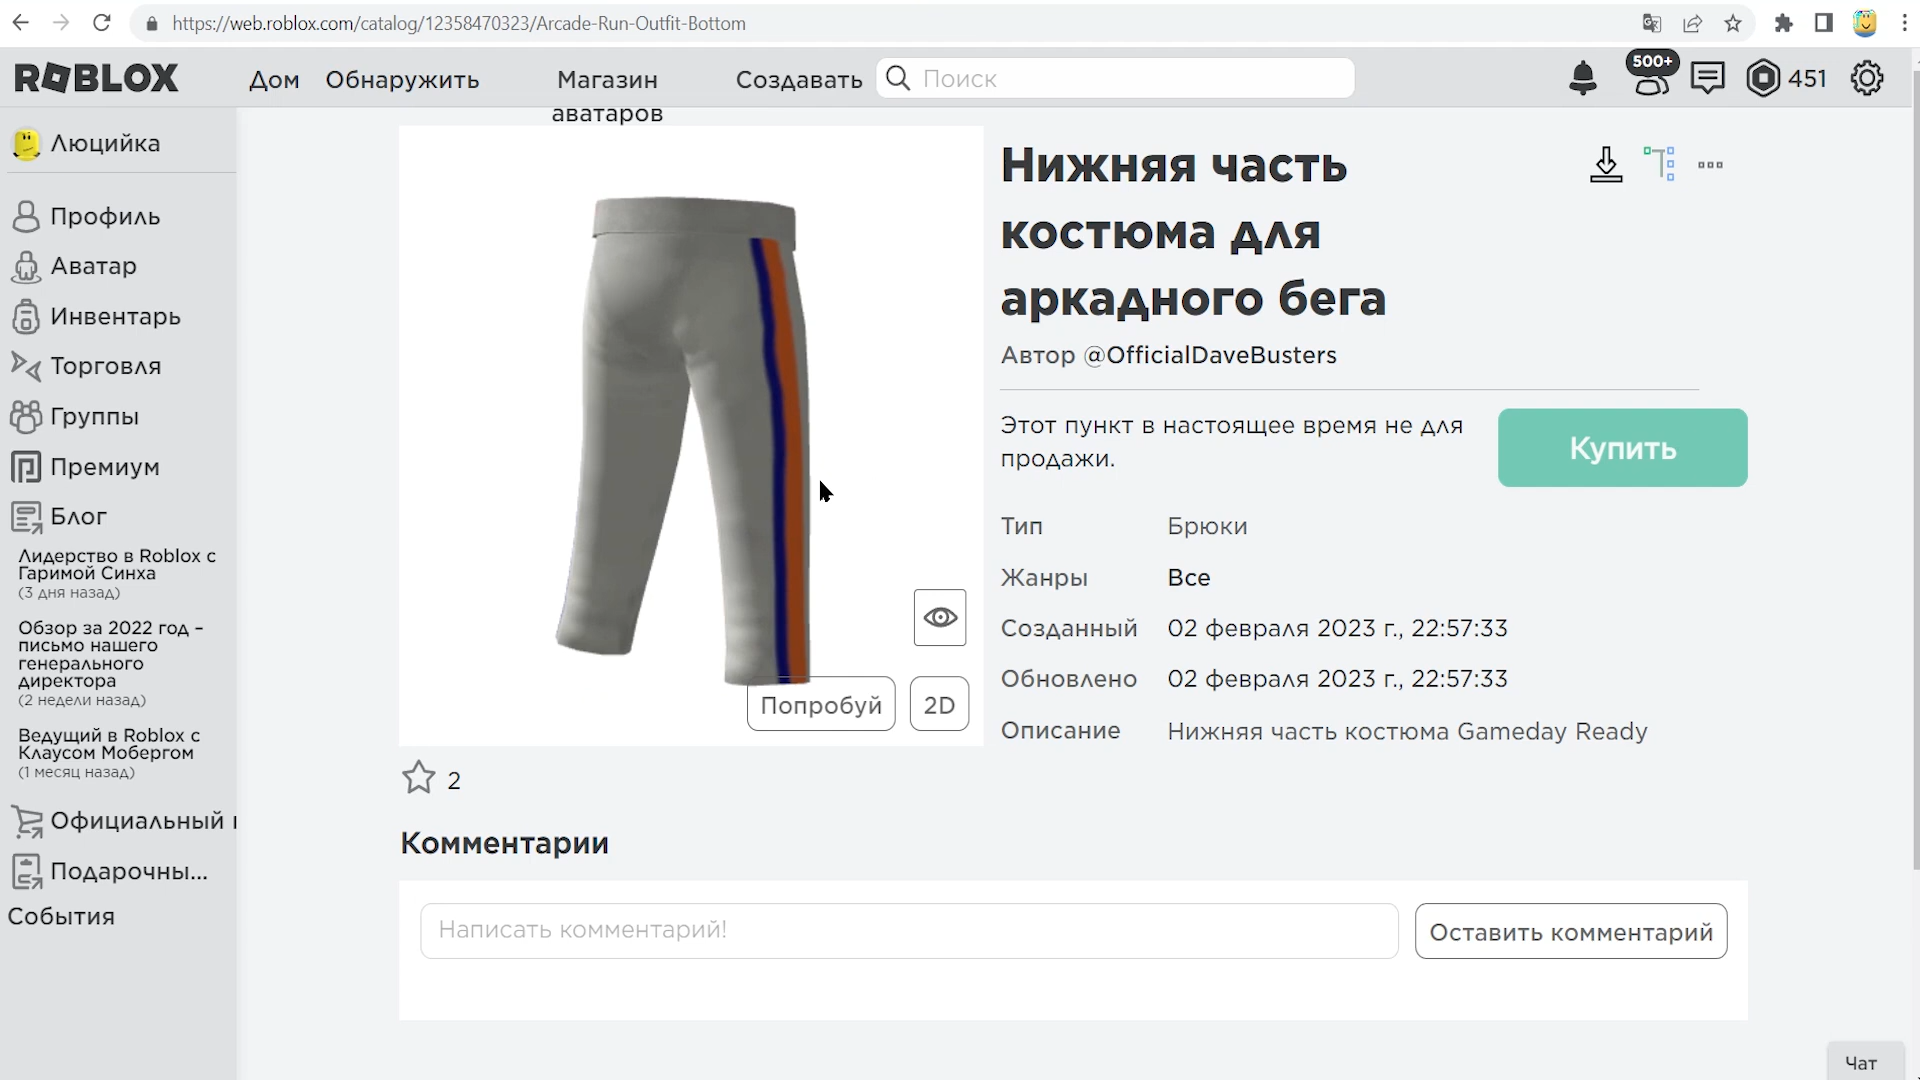 https://web.roblox.com/catalog/12358470323/Arcade-Run-Outfit-Bottom
ROBLOX
Дом
Обнаружить
Магазин
аватаров
Создавать
Поиск
500+
451
Люцийка
Профиль
Аватар
Инвентарь
Торговля
Группы
Премиум
Блог
Лидерство в Roblox с
Гаримой Синха
(3 дня назад)
Обзор за 2022 год –
письмо нашего
генерального
директора
(2 недели назад)
Ведущий в Roblox с
Клаусом Мобергом
(1 месяц назад)
Официальный
Подарочны...
События
Попробуй
2D
2
Нижняя часть
костюма для
аркадного бега
Автор @OfficialDaveBusters
Этот пункт в настоящее время не для
продажи.
Купить
Тип Брюки
Жанры Все
Созданный 02 февраля 2023 г., 22:57:33
Обновлено 02 февраля 2023 г., 22:57:33
Описание Нижняя часть костюма Gameday Ready
Комментарии
Написать комментарий!
Оставить комментарий
Чат